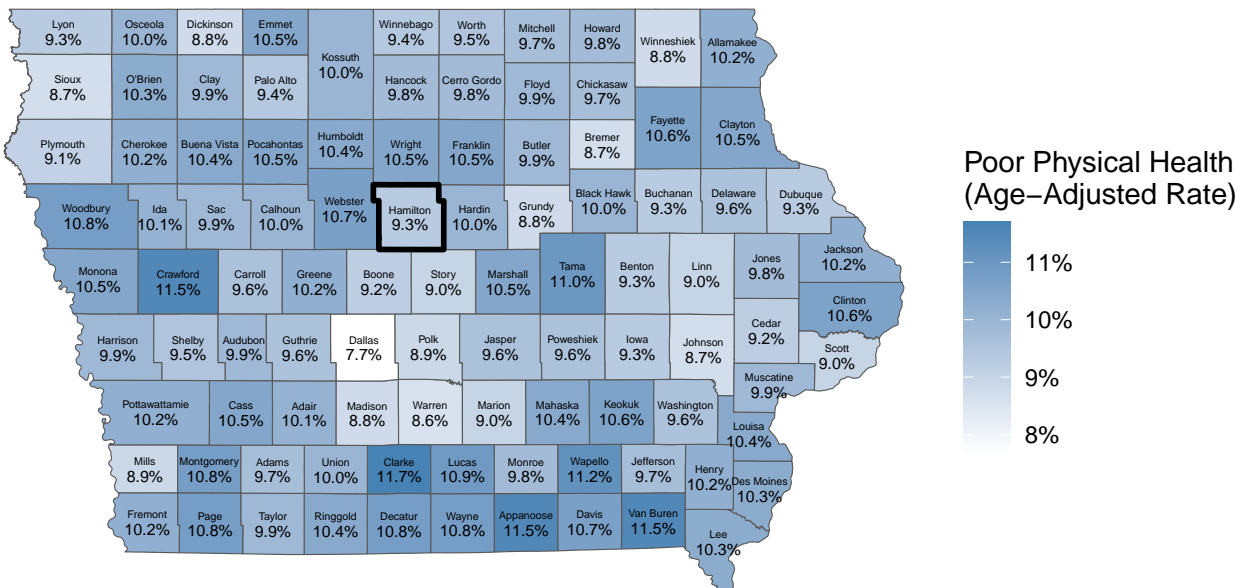 Lyon
9.3%
Osceola
10.0%
Dickinson
8.8%
Emmet
10.5%
Kossuth
10.0%
Winnebago
9.4%
Worth
9.5%
Mitchell
9.7%
Howard
9.8%
Winneshiek
8.8%
Allamakee
10.2%
Sioux
8.7%
O'Brien
10.3%
Clay
9.9%
Palo Alto
9.4%
Hancock
9.8%
Cerro Gordo
9.8%
Floyd
9.9%
Chickasaw
9.7%
Fayette
10.6%
Clayton
10.5%
Plymouth
9.1%
Cherokee
10.2%
Buena Vista
10.4%
Pocahontas
10.5%
Humboldt
10.4%
Wright
10.5%
Franklin
10.5%
Butler
9.9%
Bremer
8.7%
Woodbury
10.8%
Ida
10.1%
Sac
9.9%
Calhoun
10.0%
Webster
10.7%
Hamilton
9.3%
Hardin
10.0%
Grundy
8.8%
Black Hawk
10.0%
Buchanan
9.3%
Delaware
9.6%
Dubuque
9.3%
Monona
10.5%
Crawford
11.5%
Carroll
9.6%
Greene
10.2%
Boone
9.2%
Story
9.0%
Marshall
10.5%
Tama
11.0%
Benton
9.3%
Linn
9.0%
Jones
9.8%
Jackson
10.2%
Clinton
10.6%
Harrison
9.9%
Shelby
9.5%
Audubon
9.9%
Guthrie
9.6%
Dallas
7.7%
Polk
8.9%
Jasper
9.6%
Poweshiek
9.6%
Iowa
9.3%
Johnson
8.7%
Cedar
9.2%
Scott
9.0%
Muscatine
9.9%
Pottawattamie
10.2%
Cass
10.5%
Adair
10.1%
Madison
8.8%
Warren
8.6%
Marion
9.0%
Mahaska
10.4%
Keokuk
10.6%
Washington
9.6%
Louisa
10.4%
Mills
8.9%
Montgomery
10.8%
Adams
9.7%
Union
10.0%
Clarke
11.7%
Lucas
10.9%
Monroe
9.8%
Wapello
11.2%
Jefferson
9.7%
Henry
10.2%
Des Moines
10.3%
Fremont
10.2%
Page
10.8%
Taylor
9.9%
Ringgold
10.4%
Decatur
10.8%
Wayne
10.8%
Appanoose
11.5%
Davis
10.7%
Van Buren
11.5%
Lee
10.3%
Poor Physical Health
(Age−Adjusted Rate)
11%
10%
9%
8%